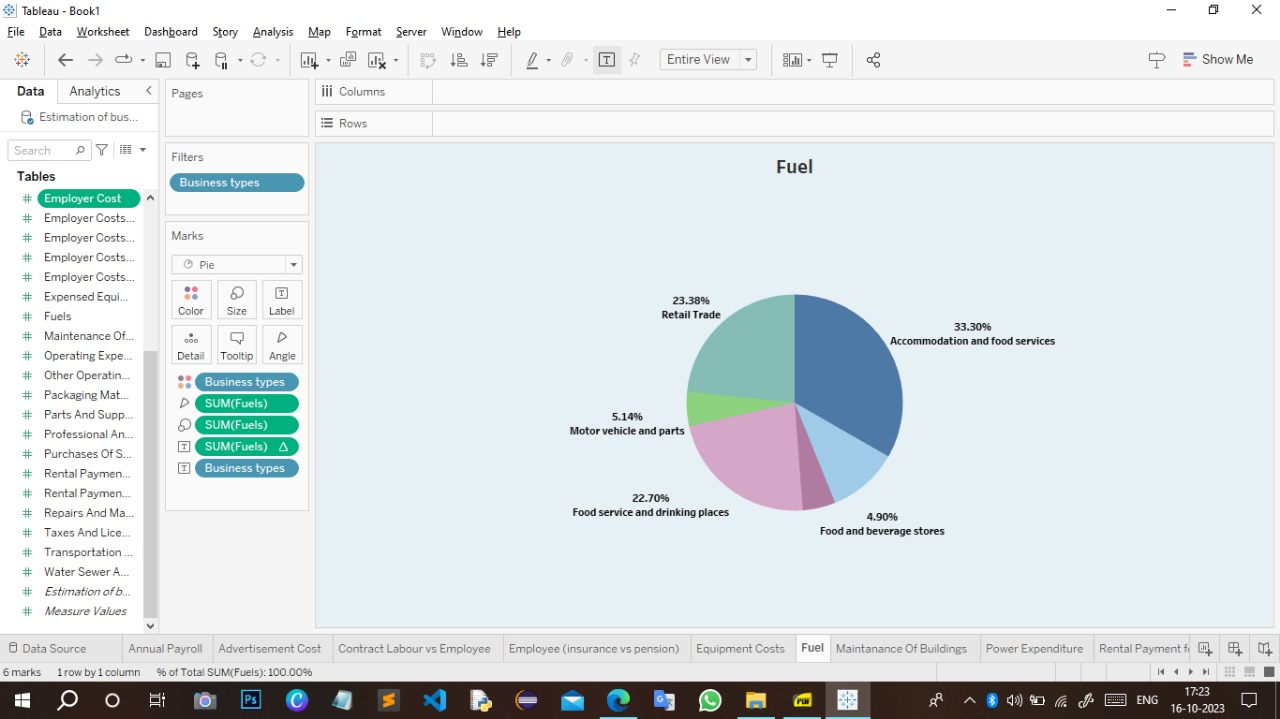 Tableau - Book1
File Data Worksheet Dashboard Story Analysis Map Format Server Window Help
Entire View
Show Me
Data Analytics
Estimation of bus...
Search
Tables
Employer Cost
Employer Costs...
Employer Costs...
Employer Costs...
Employer Costs...
Expensed Equi...
Fuels
Maintenance Of...
Operating Expe...
Other Operatin...
Packaging Mat...
Parts And Supp...
Professional An...
Purchases Of S...
Rental Paymen...
Rental Paymen...
Repairs And Ma...
Taxes And Lice...
Transportation ...
Water Sewer A...
Estimation of b...
Measure Values
Pages
Filters
Business types
Marks
Pie
Color Size Label
Detail Tooltip Angle
Business types
SUM(Fuels)
SUM(Fuels)
SUM(Fuels)
Business types
Columns
Rows
Fuel
23.38%
Retail Trade
33.30%
Accommodation and food services
5.14%
Motor vehicle and parts
22.70%
Food service and drinking places
4.90%
Food and beverage stores
Data Source Annual Payroll Advertisement Cost Contract Labour vs Employee Employee (insurance vs pension) Equipment Costs Fuel Maintanance Of Buildings Power Expenditure Rental Payment f
6 marks 1 row by 1 column % of Total SUM(Fuels): 100.00%
Ps
PDF
ENG
17:23
16-10-2023